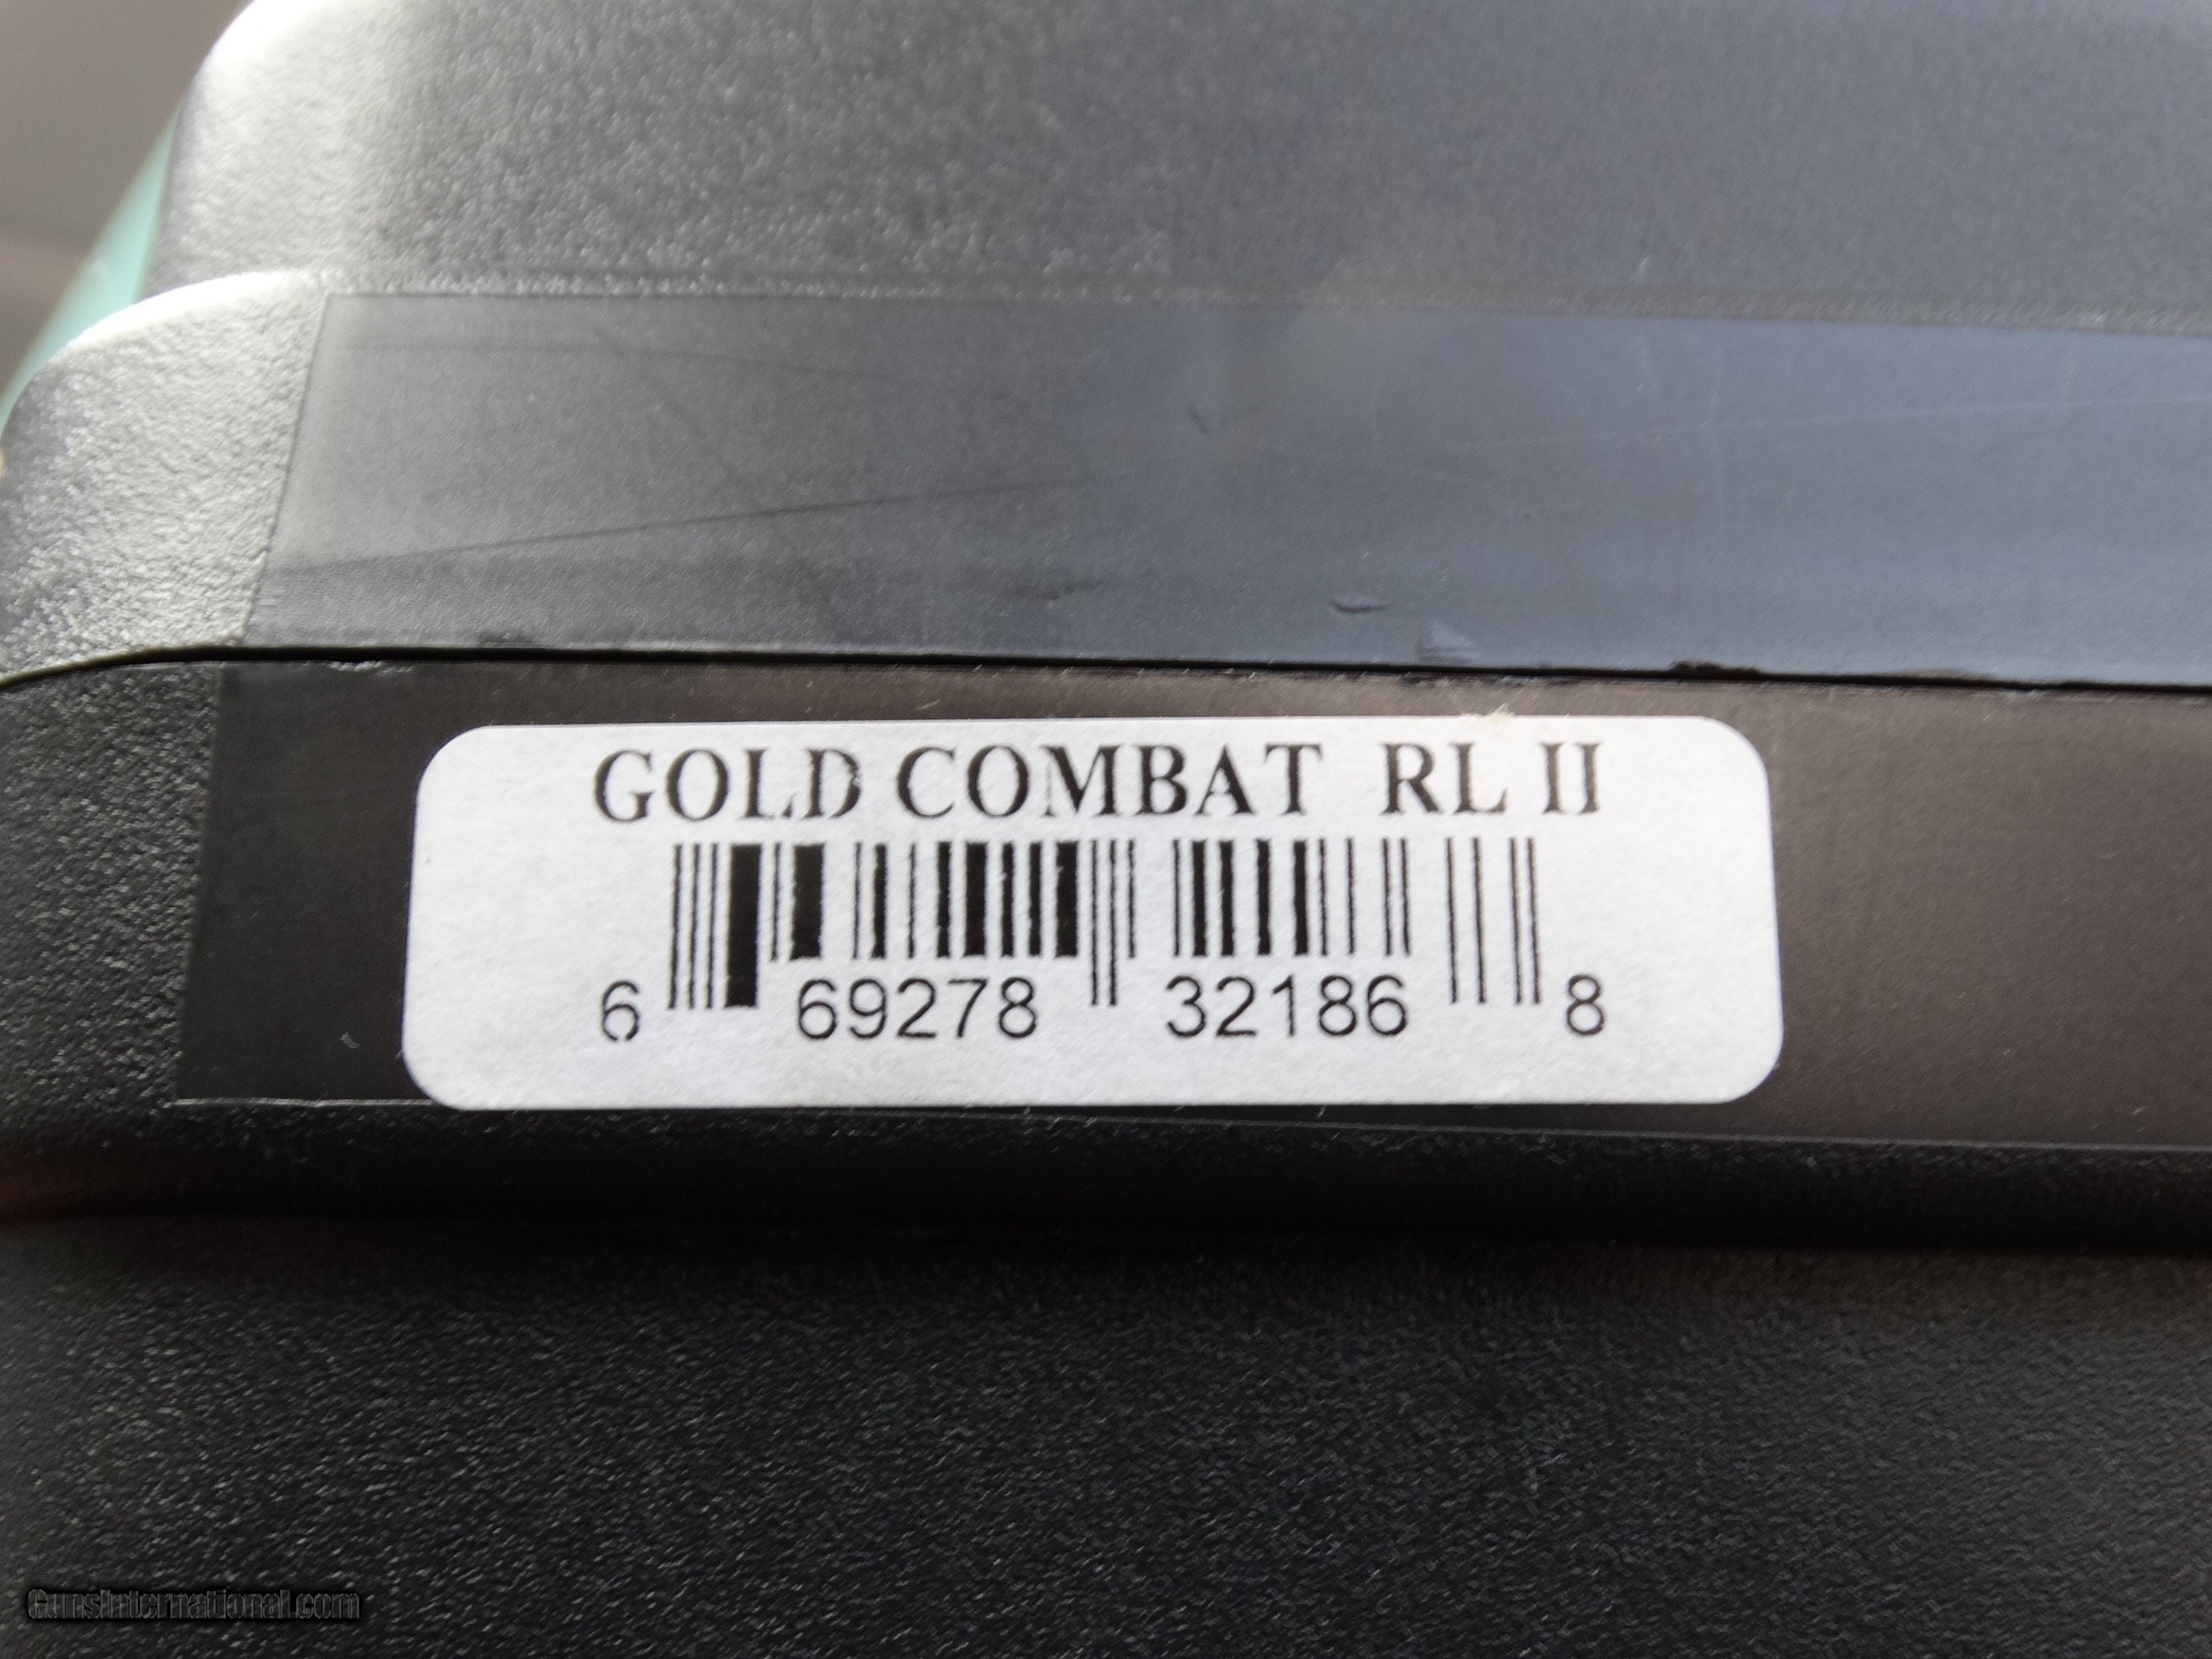 GOLD COMBAT RL II
6 69278 32186 8
GunsInternational.com